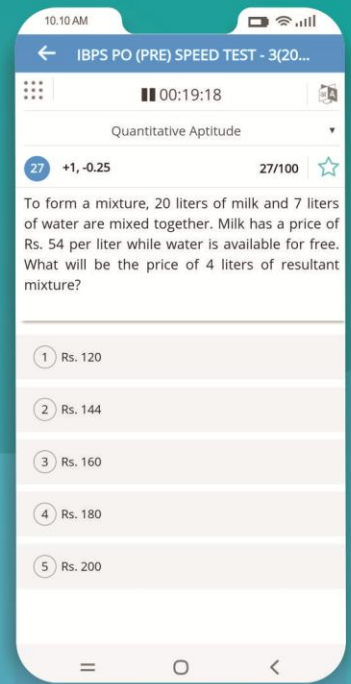 10.10 AM
IBPS PO (PRE) SPEED TEST - 3(20...
00:19:18
Quantitative Aptitude
27 +1, -0.25 27/100
To form a mixture, 20 liters of milk and 7 liters
of water are mixed together. Milk has a price of
Rs. 54 per liter while water is available for free.
What will be the price of 4 liters of resultant
mixture?
1 Rs. 120
2 Rs. 144
3 Rs. 160
4 Rs. 180
5 Rs. 200